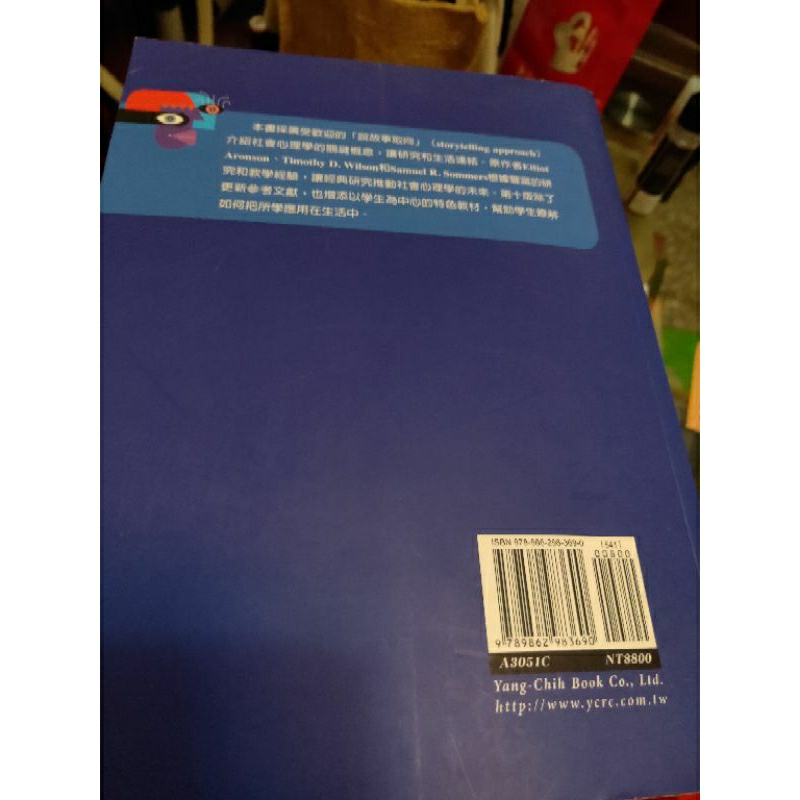 本書採廣受歡迎的「說故事取向」（storytelling approach）
介紹社會心理學的關鍵概念，讓研究和生活連結。原作者Elliot
Aronson、Timothy D. Wilson和Samuel R. Sommers根據豐富的研
究和教學經驗，讓經典研究推動社會心理學的未來。第十版除了
更新參考文獻，也增添以學生為中心的特色教材，幫助學生瞭解
如何把所學應用在生活中。
ISBN 978-986-298-369-0 (541)
00800
9 789862 983690
A3051C NT$800
Yang-Chih Book Co., Ltd.
http://www.ycrc.com.tw